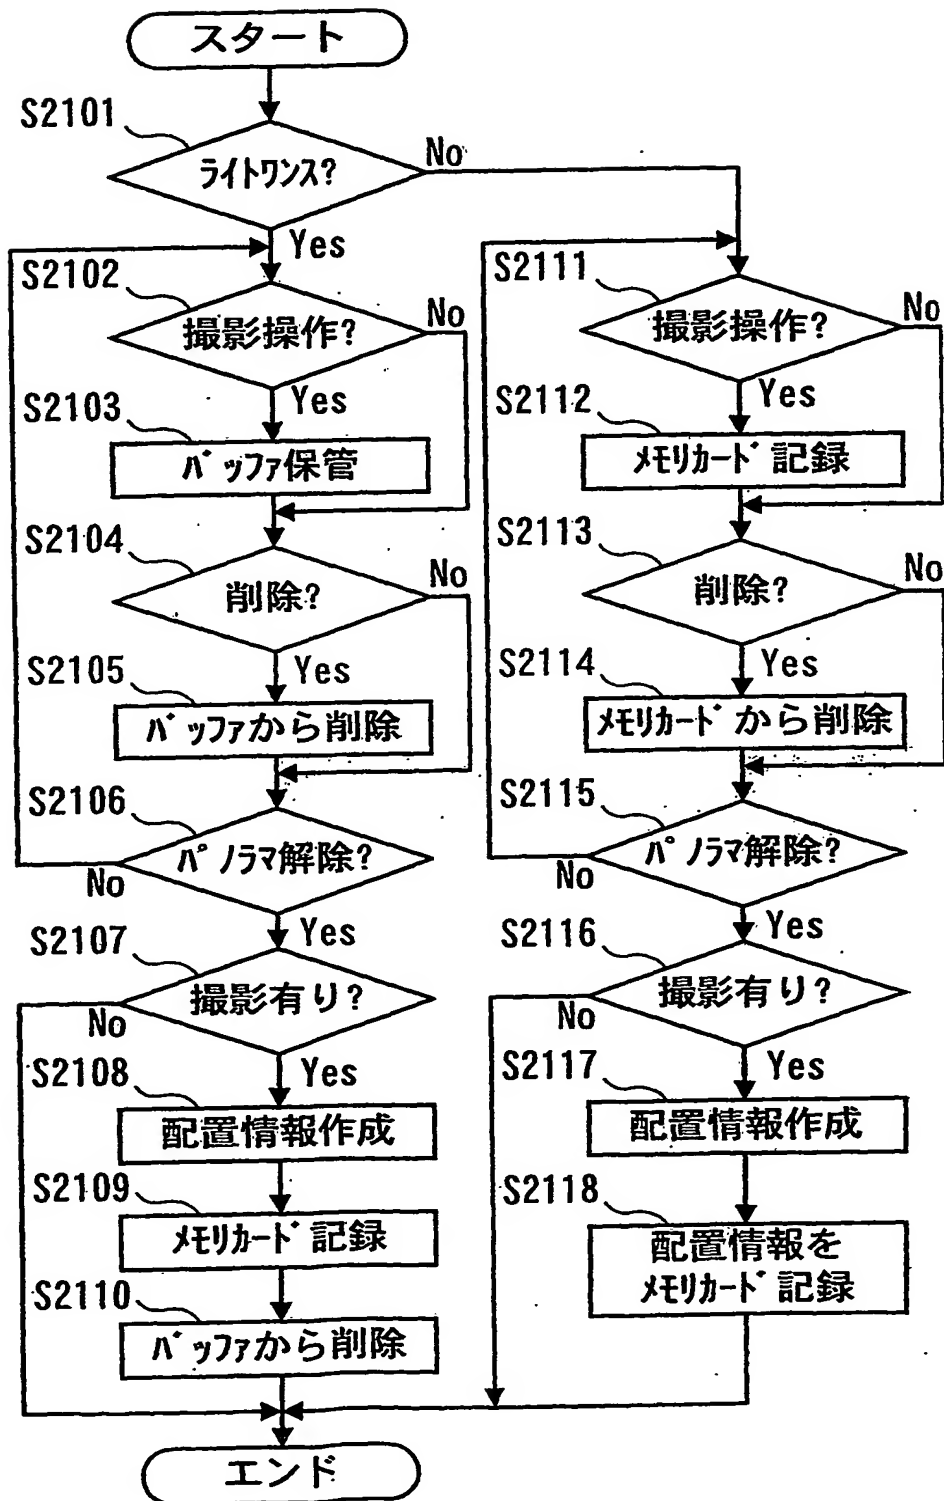 スタート
S2101
ライトワンス?
No
Yes
S2102
撮影操作?
No
Yes
S2103
バッファ保管
S2104
削除?
No
Yes
S2105
バッファから削除
S2106
パノラマ解除?
No
Yes
S2107
撮影有り?
No
Yes
S2108
配置情報作成
S2109
メモリカード記録
S2110
バッファから削除
S2111
撮影操作?
No
Yes
S2112
メモリカード記録
S2113
削除?
No
Yes
S2114
メモリカードから削除
S2115
パノラマ解除?
No
Yes
S2116
撮影有り?
No
Yes
S2117
配置情報作成
S2118
配置情報を
メモリカード記録
エンド